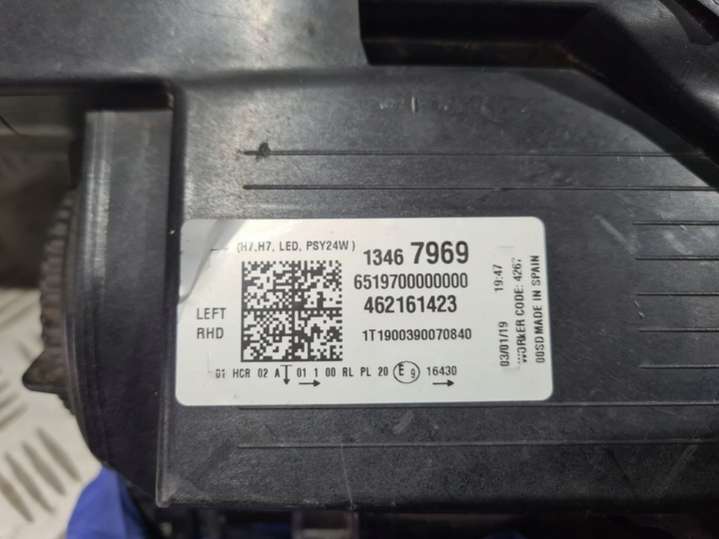 (H7,H7, LED, PSY24W)
1346 7969
6519700000000
462161423
LEFT
RHD
1T1900390070840
01 HCR 02 A 01 1 00 RL PL 20 E 9 16430
03/01/19 19:47
WORKER CODE: 4267
00SD MADE IN SPAIN